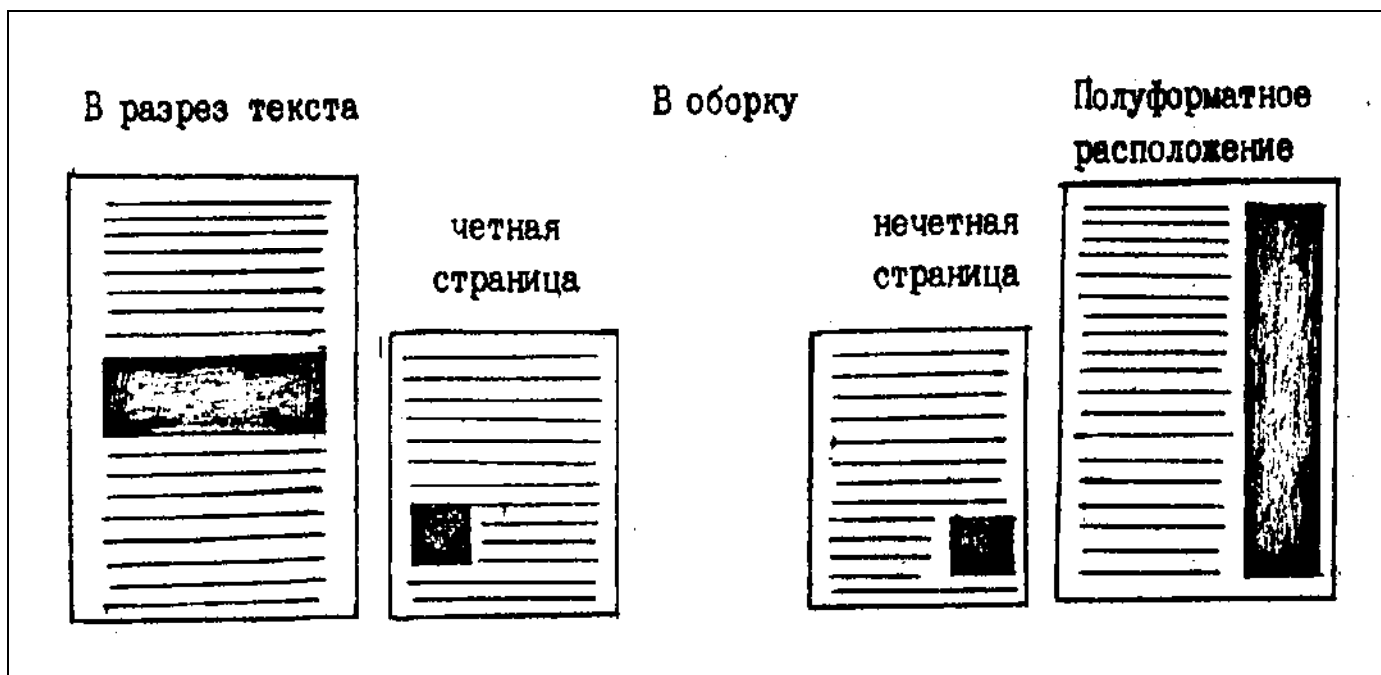 В разрез текста
В оборку
Полуформатное
расположение
четная
страница
нечетная
страница